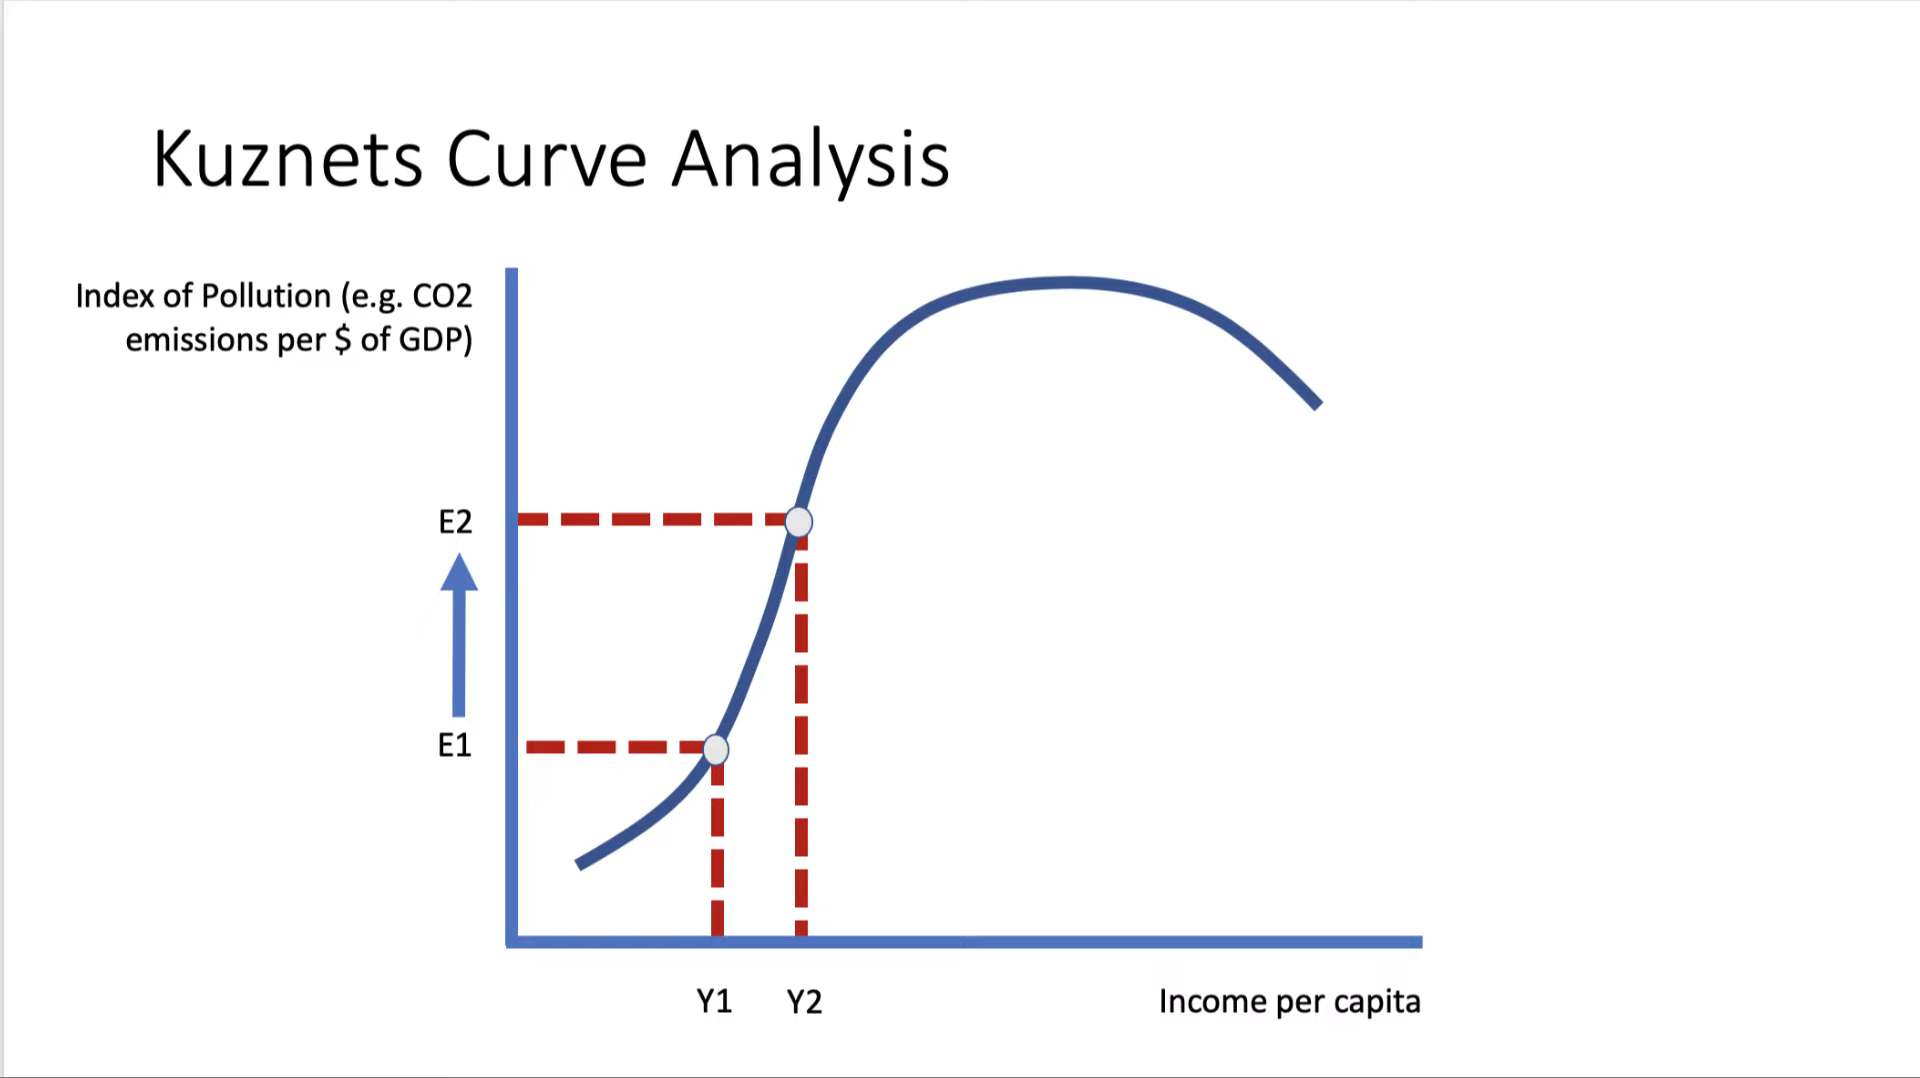 Kuznets Curve Analysis
Index of Pollution (e.g. CO2
emissions per $ of GDP)
E2
E1
Y1
Y2
Income per capita